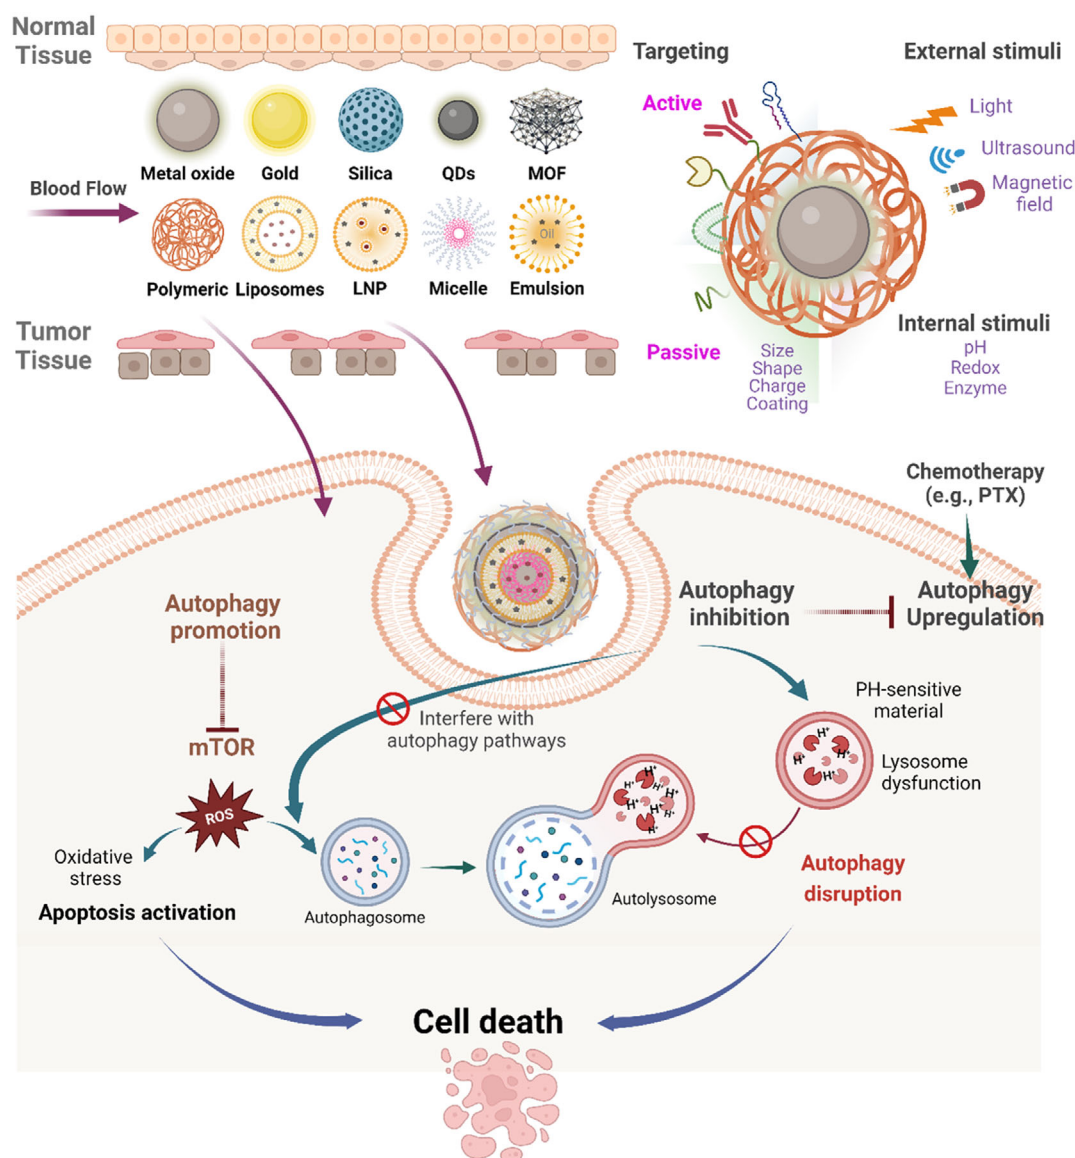 Normal
Tissue
Metal oxide
Gold
Silica
QDs
MOF
Blood Flow
Polymeric
Liposomes
LNP
Micelle
Oil
Emulsion
Tumor
Tissue
Targeting
Active
External stimuli
Light
Ultrasound
Magnetic
field
Passive
Size
Shape
Charge
Coating
Internal stimuli
pH
Redox
Enzyme
Chemotherapy
(e.g., PTX)
Autophagy
promotion
mTOR
ROS
Oxidative
stress
Apoptosis activation
Autophagy
inhibition
Autophagy
Upregulation
Interfere with
autophagy pathways
PH-sensitive
material
H⁺
H⁺
H⁺
H⁺
Lysosome
dysfunction
Autophagosome
H⁺
H⁺
H⁺
H⁺
H⁺
H⁺
H⁺
Autolysosome
Autophagy
disruption
Cell death